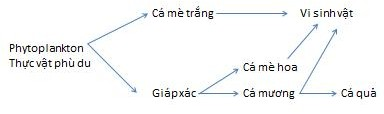 Cá mè trắng
Vi sinh vật
Phytoplankton
Thực vật phù du
Cá mè hoa
Giáp xác
Cá mương
Cá quả